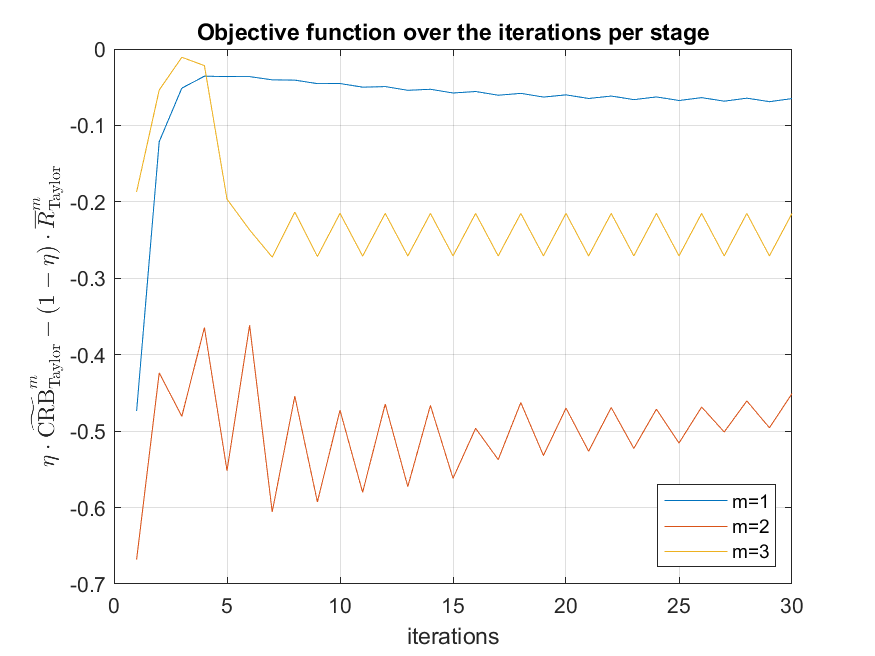 Objective function over the iterations per stage
η · C͠RB^m_Taylor − (1 − η) · R̅^m_Taylor
0
-0.1
-0.2
-0.3
-0.4
-0.5
-0.6
-0.7
0 5 10 15 20 25 30
iterations
m=1
m=2
m=3